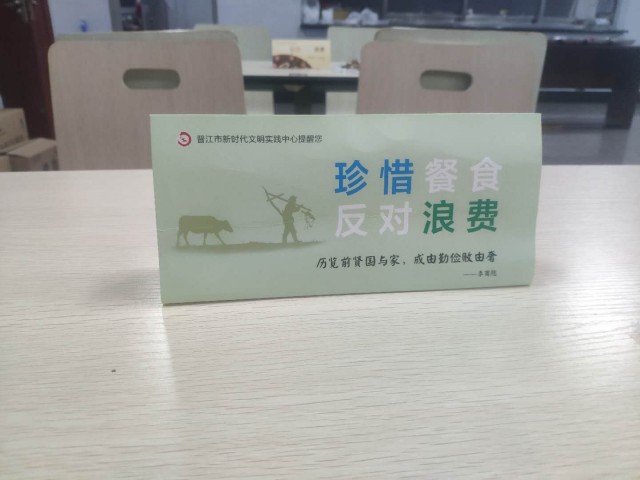 晋江市新时代文明实践中心提醒您
珍惜餐食
反对浪费
历览前贤国与家，成由勤俭败由奢
——李商隐